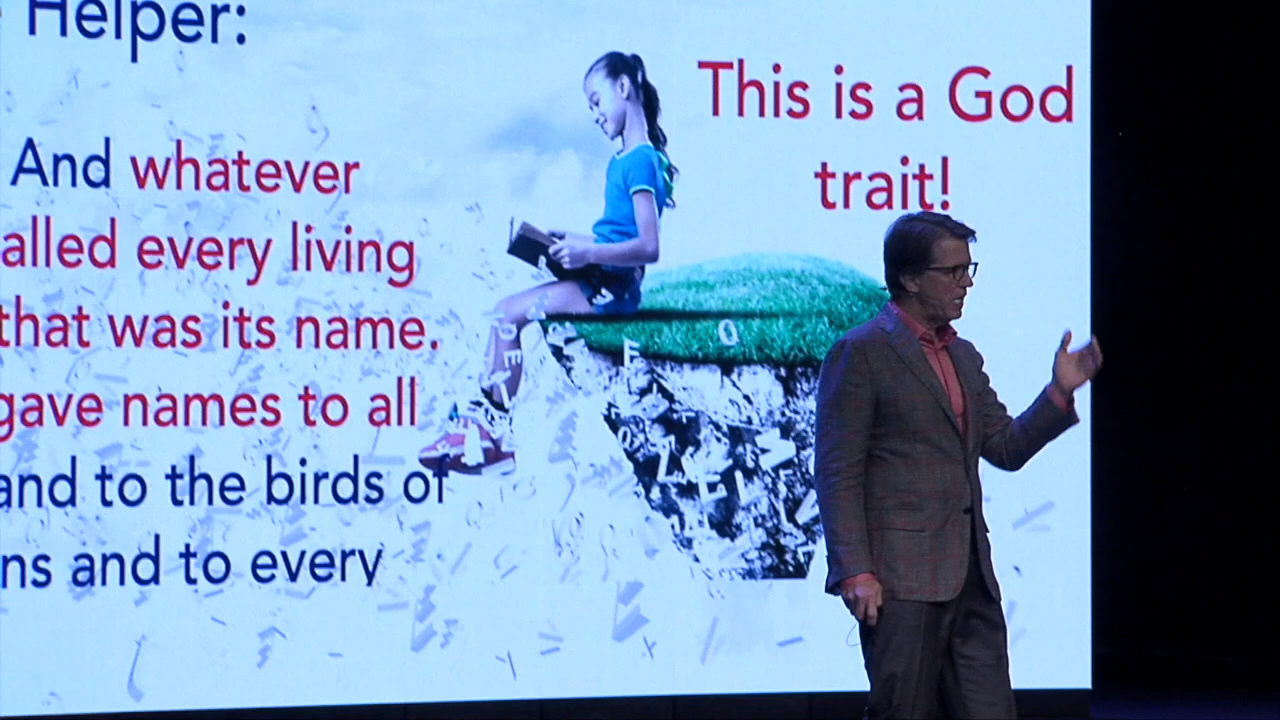 Helper:
This is a God
trait!
And whatever
alled every living
that was its name.
gave names to all
and to the birds of
ns and to every